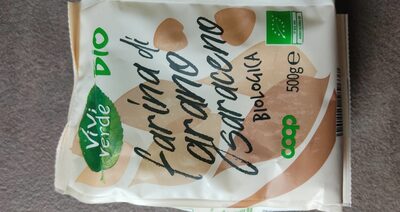 ViVi
verde
BIO
farina di
grano
saraceno
BIOLOGICA
500g e
coop